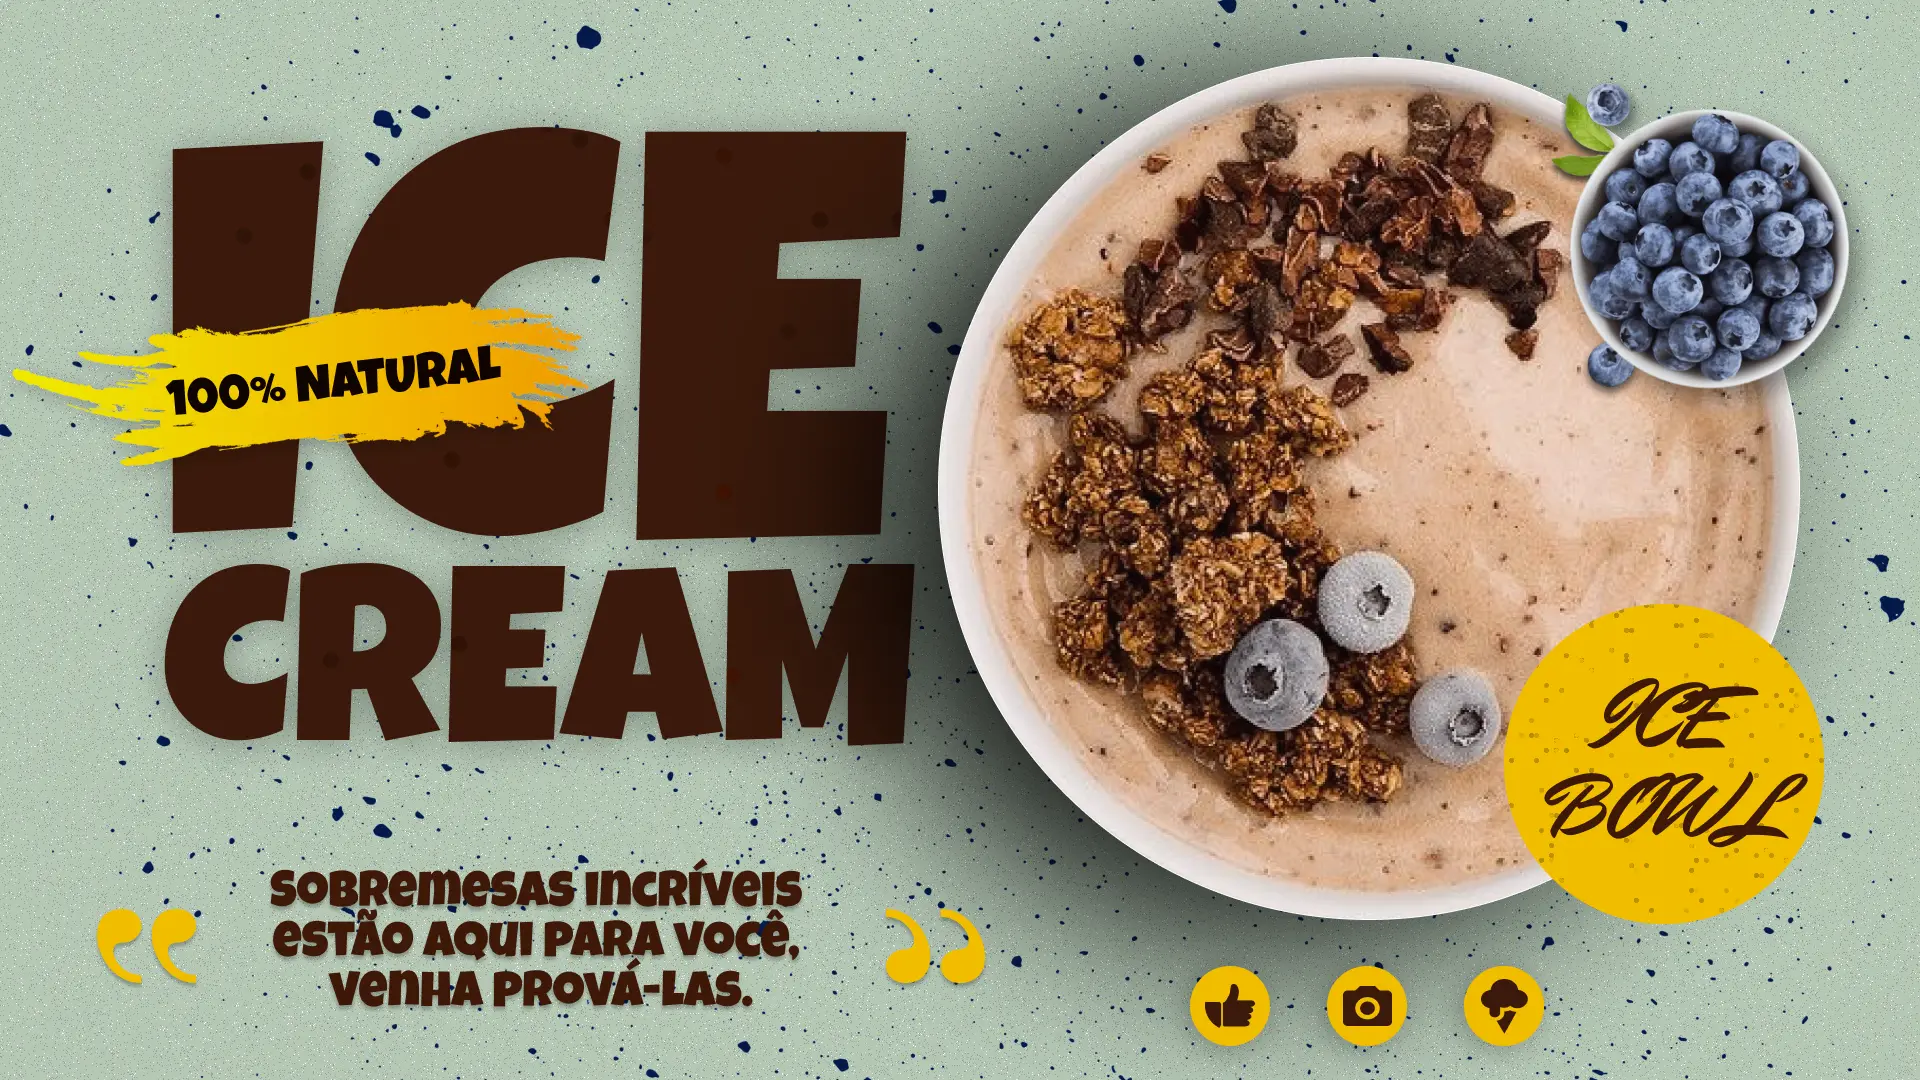 ICE
100% NATURAL
CREAM
SOBREMESAS INCRÍVEIS
ESTÃO AQUI PARA VOCÊ,
VENHA PROVÁ-LAS.
ICE
BOWL